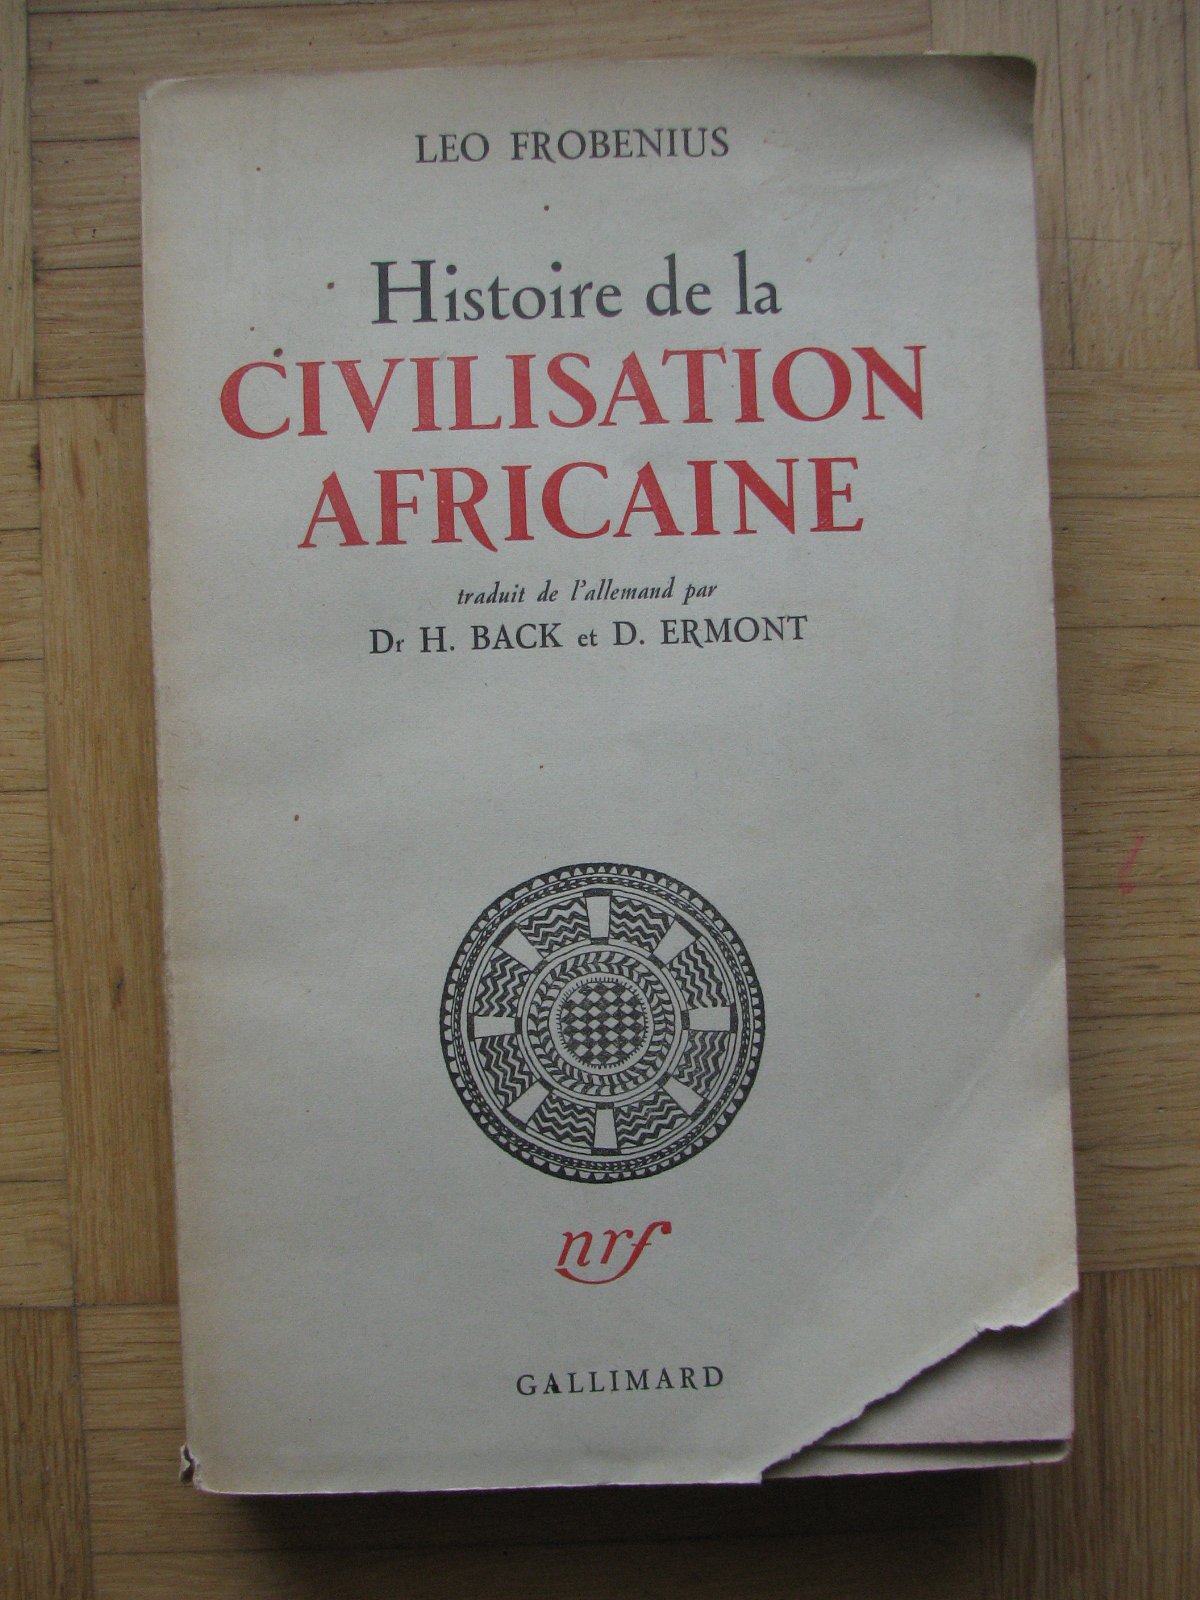 LEO FROBENIUS
Histoire de la
CIVILISATION
AFRICAINE
traduit de l'allemand par
Dr H. BACK et D. ERMONT
nrf
GALLIMARD